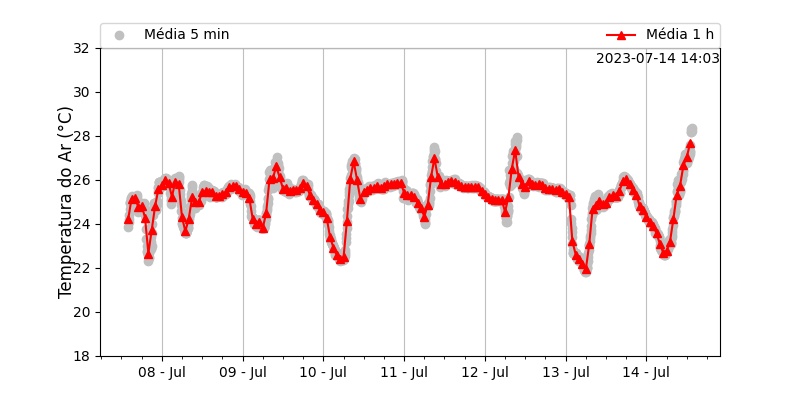 Média 5 min
Média 1 h
2023-07-14 14:03
Temperatura do Ar (°C)
32
30
28
26
24
22
20
18
08 - Jul
09 - Jul
10 - Jul
11 - Jul
12 - Jul
13 - Jul
14 - Jul